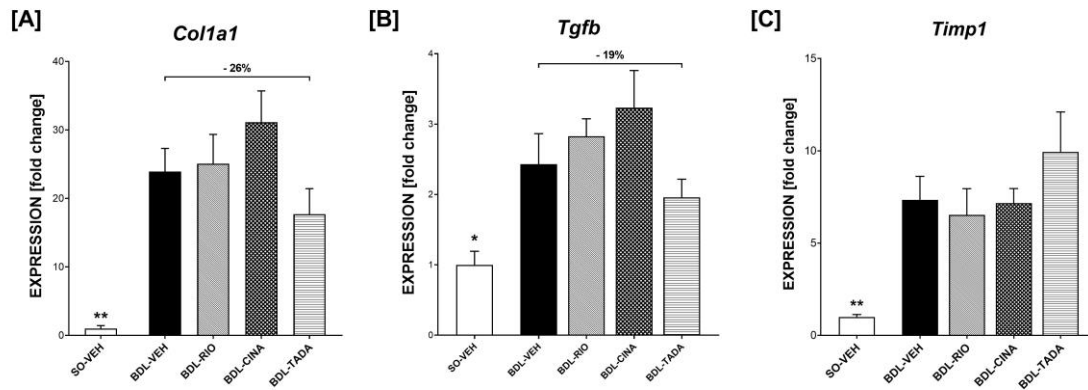 [A]
Col1a1
EXPRESSION [fold change]
40
30
20
10
0
- 26%
**
SO-VEH
BDL-VEH
BDL-RIO
BDL-CINA
BDL-TADA
[B]
Tgfb
EXPRESSION [fold change]
4
3
2
1
0
- 19%
*
SO-VEH
BDL-VEH
BDL-RIO
BDL-CINA
BDL-TADA
[C]
Timp1
EXPRESSION [fold change]
15
10
5
0
**
SO-VEH
BDL-VEH
BDL-RIO
BDL-CINA
BDL-TADA